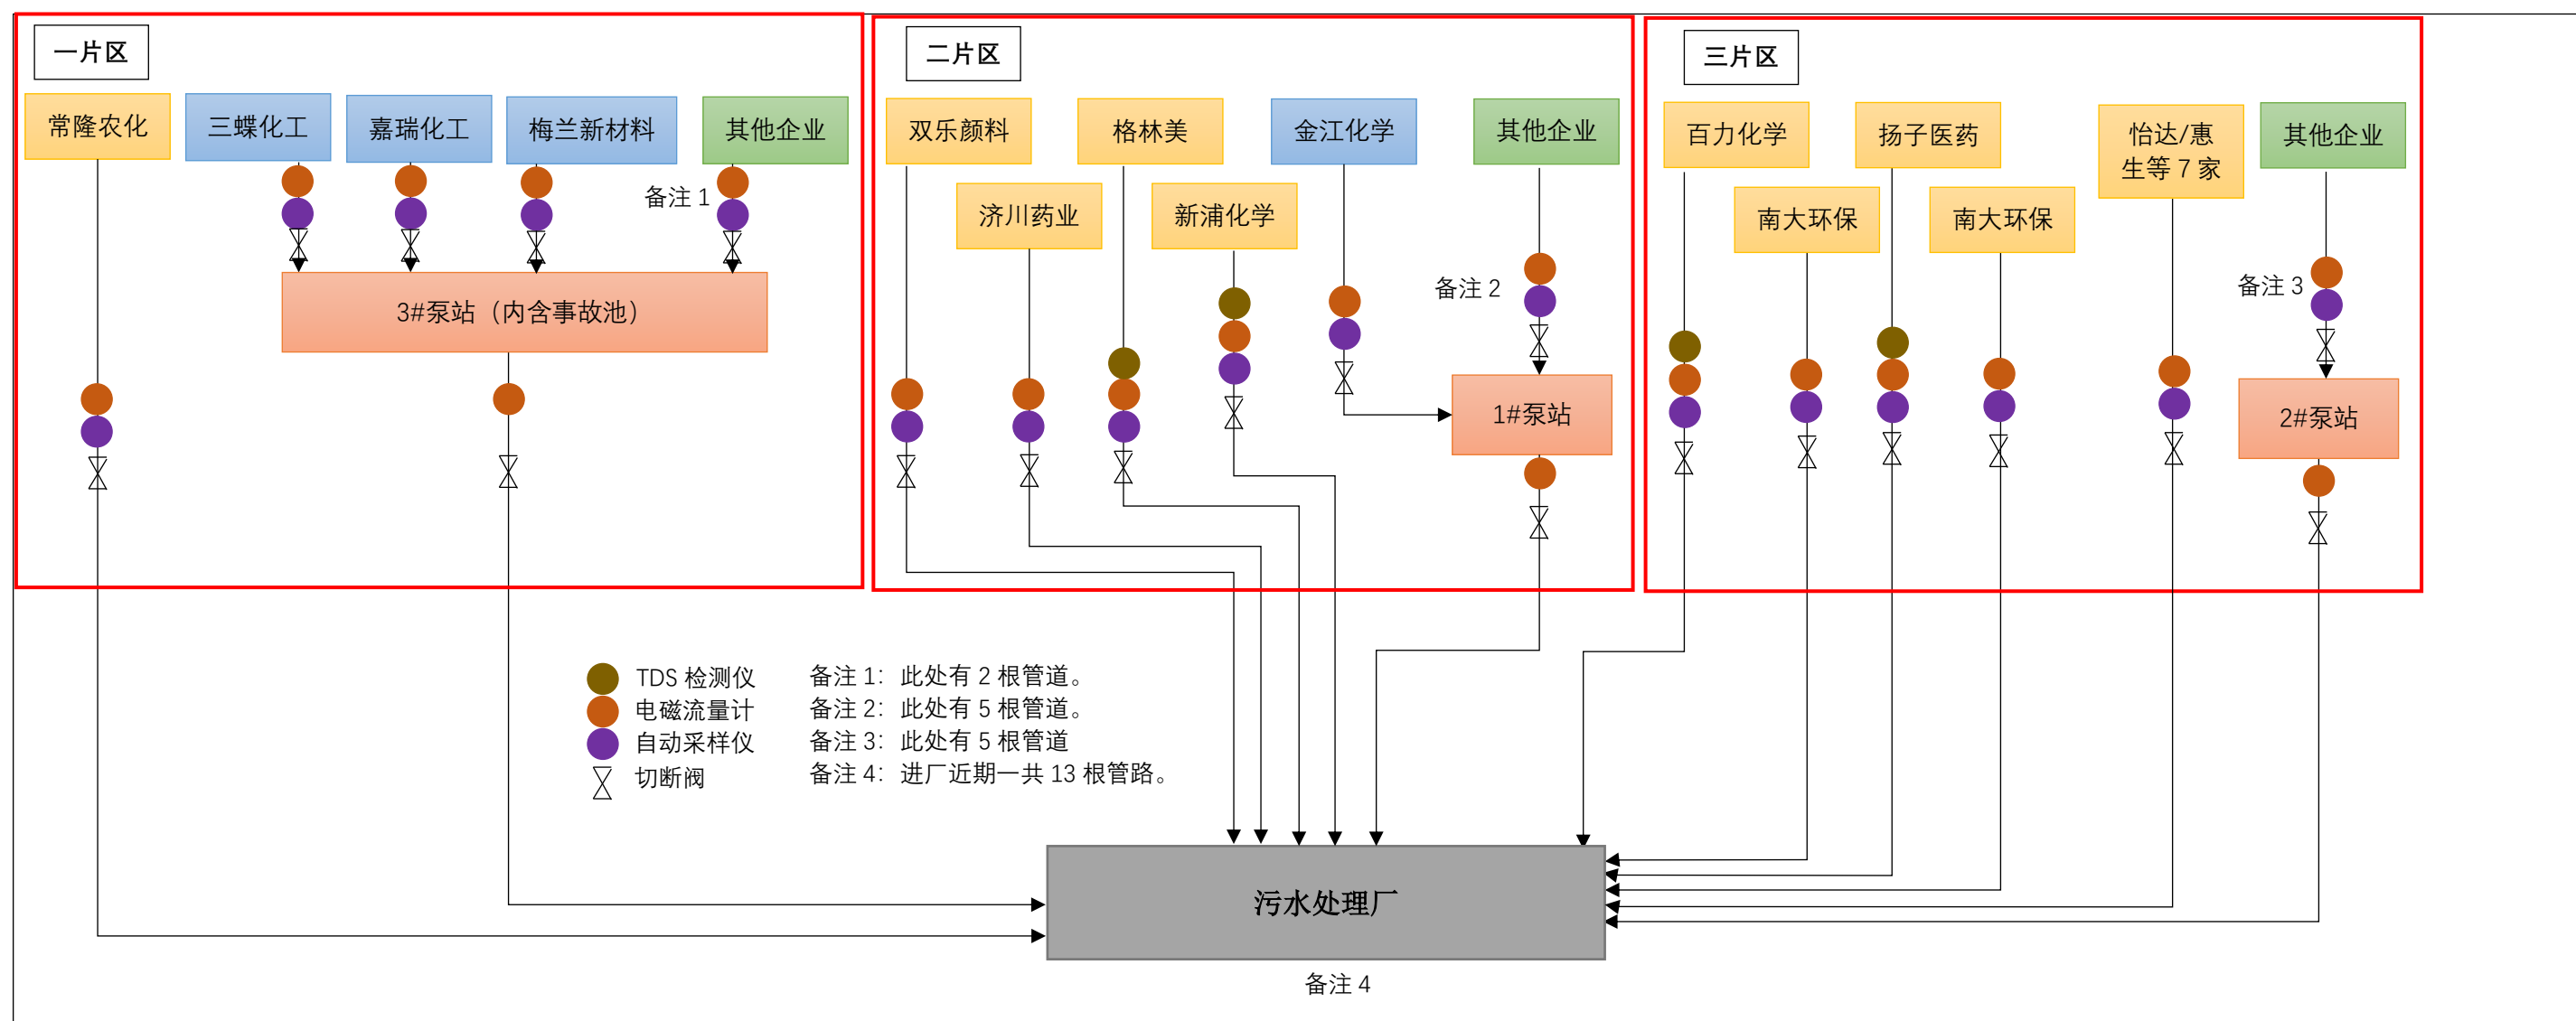 一片区
常隆农化
三蝶化工
嘉瑞化工
梅兰新材料
其他企业
备注 1
3#泵站（内含事故池）
二片区
双乐颜料
格林美
金江化学
其他企业
济川药业
新浦化学
备注 2
1#泵站
三片区
百力化学
扬子医药
怡达/惠
生等 7 家
其他企业
南大环保
南大环保
备注 3
2#泵站
TDS 检测仪
电磁流量计
自动采样仪
切断阀
备注 1：此处有 2 根管道。
备注 2：此处有 5 根管道。
备注 3：此处有 5 根管道
备注 4：进厂近期一共 13 根管路。
污水处理厂
备注 4